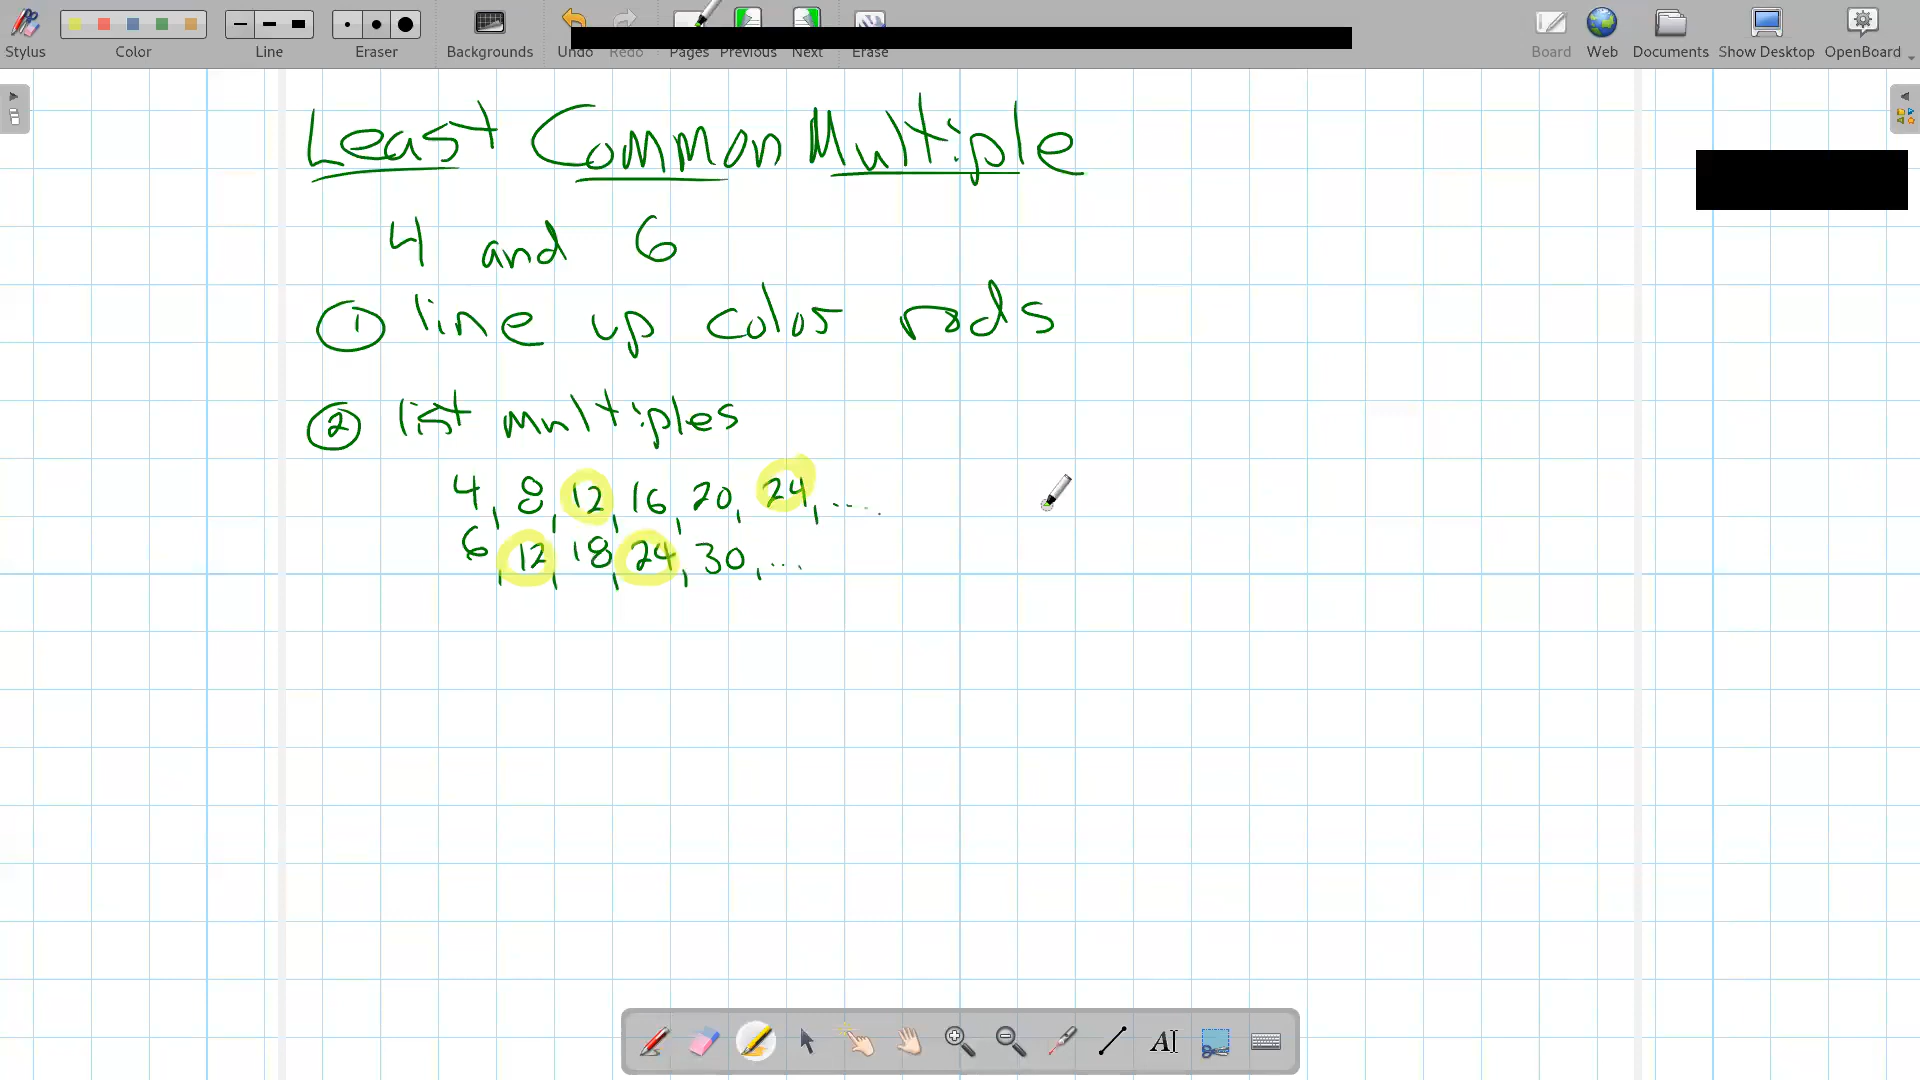 Stylus Color Line Eraser Backgrounds Undo Redo Pages Previous Next Erase Board Web Documents Show Desktop OpenBoard
Least Common Multiple
4 and 6
① line up color rods
② list multiples
4, 8, 12, 16, 20, 24, ....
6, 12, 18, 24, 30, ...